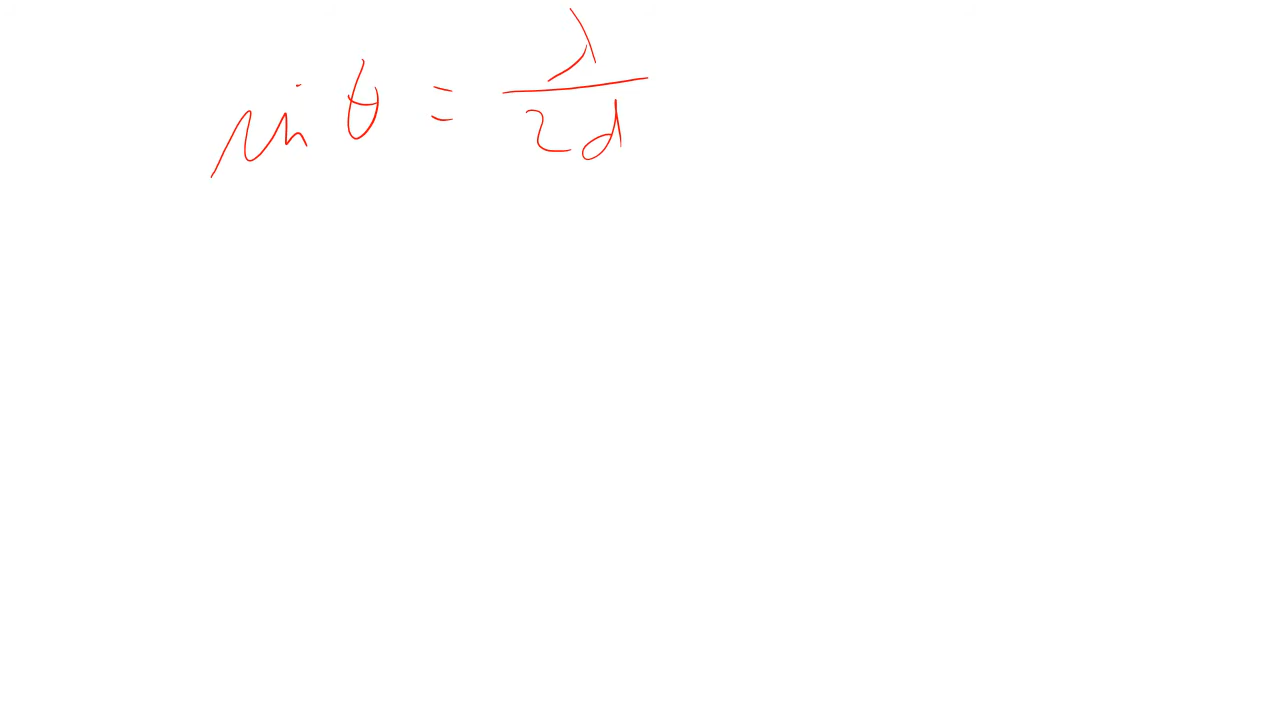 sin θ = λ / 2d